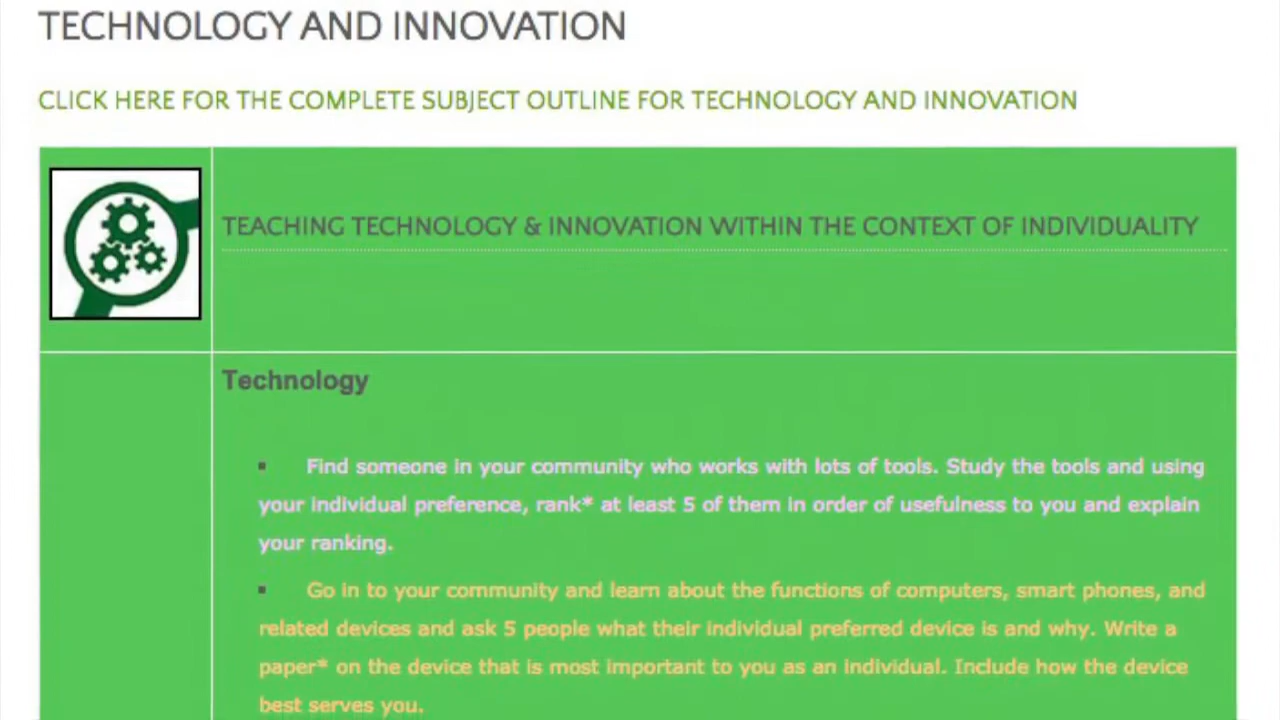 TECHNOLOGY AND INNOVATION
CLICK HERE FOR THE COMPLETE SUBJECT OUTLINE FOR TECHNOLOGY AND INNOVATION
TEACHING TECHNOLOGY & INNOVATION WITHIN THE CONTEXT OF INDIVIDUALITY
Technology
▪ Find someone in your community who works with lots of tools. Study the tools and using
your individual preference, rank* at least 5 of them in order of usefulness to you and explain
your ranking.
▪ Go in to your community and learn about the functions of computers, smart phones, and
related devices and ask 5 people what their individual preferred device is and why. Write a
paper* on the device that is most important to you as an individual. Include how the device
best serves you.